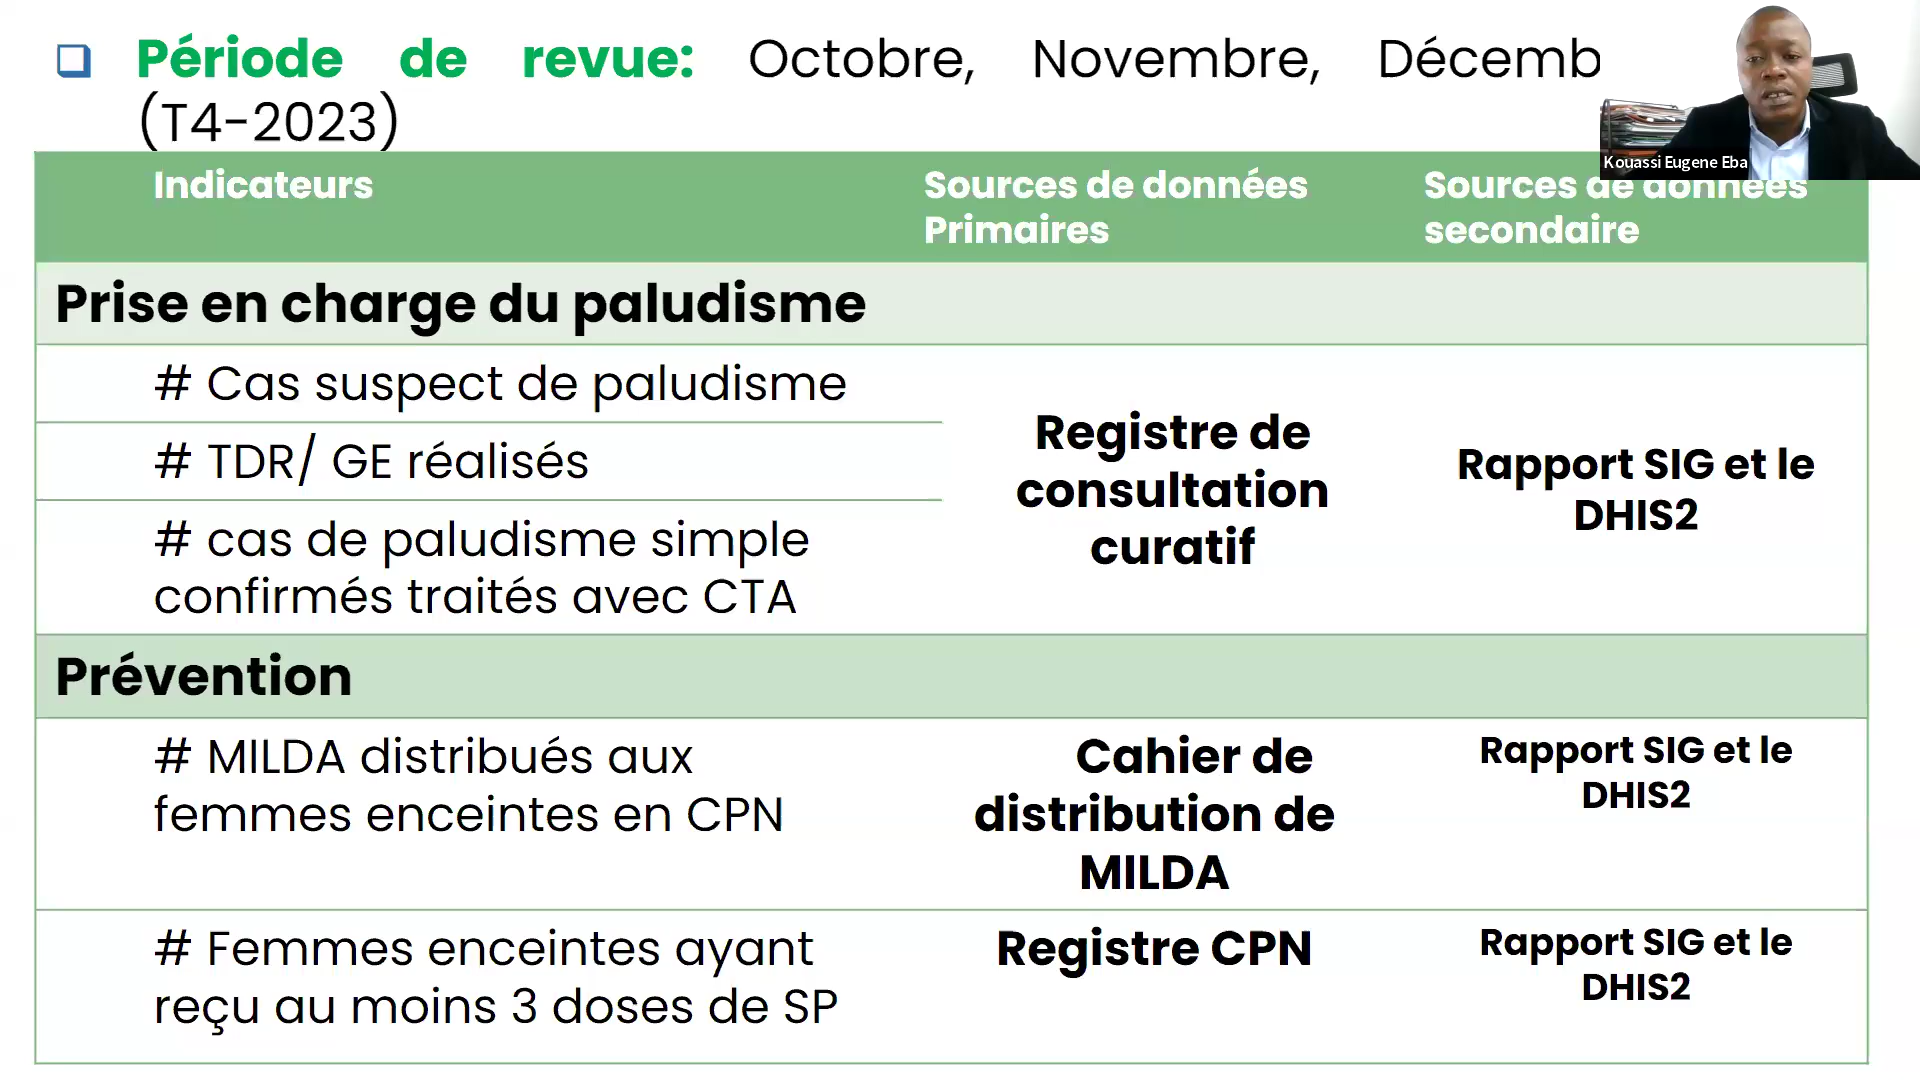 Période de revue: Octobre, Novembre, Décemb
(T4-2023)
Kouassi Eugene Eba
Indicateurs
Sources de données
Primaires
Sources de données
secondaire
Prise en charge du paludisme
# Cas suspect de paludisme
# TDR/ GE réalisés
# cas de paludisme simple
confirmés traités avec CTA
Registre de
consultation
curatif
Rapport SIG et le
DHIS2
Prévention
# MILDA distribués aux
femmes enceintes en CPN
Cahier de
distribution de
MILDA
Rapport SIG et le
DHIS2
# Femmes enceintes ayant
reçu au moins 3 doses de SP
Registre CPN
Rapport SIG et le
DHIS2